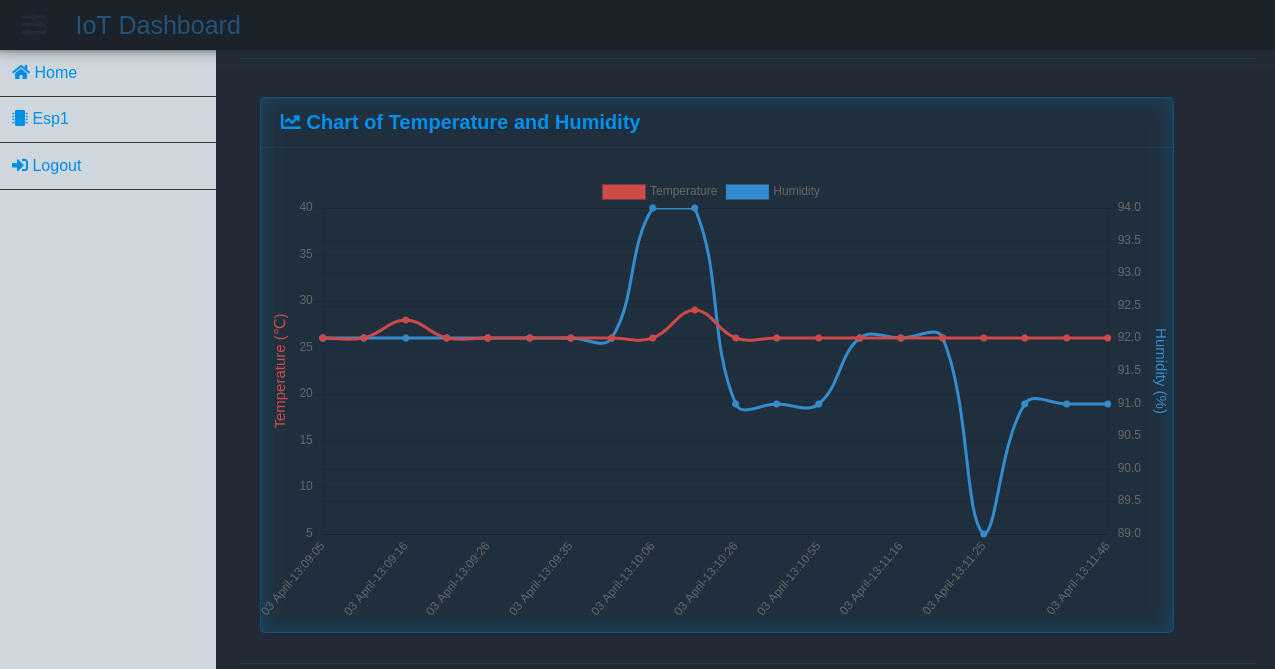 IoT Dashboard
Home
Esp1
Logout
Chart of Temperature and Humidity
Temperature Humidity
Temperature (℃)
40
35
30
25
20
15
10
5
94.0
93.5
93.0
92.5
92.0
91.5
91.0
90.5
90.0
89.5
89.0
Humidity (%)
03 April-13:09:05
03 April-13:09:16
03 April-13:09:26
03 April-13:09:35
03 April-13:10:06
03 April-13:10:26
03 April-13:10:55
03 April-13:11:16
03 April-13:11:25
03 April-13:11:46